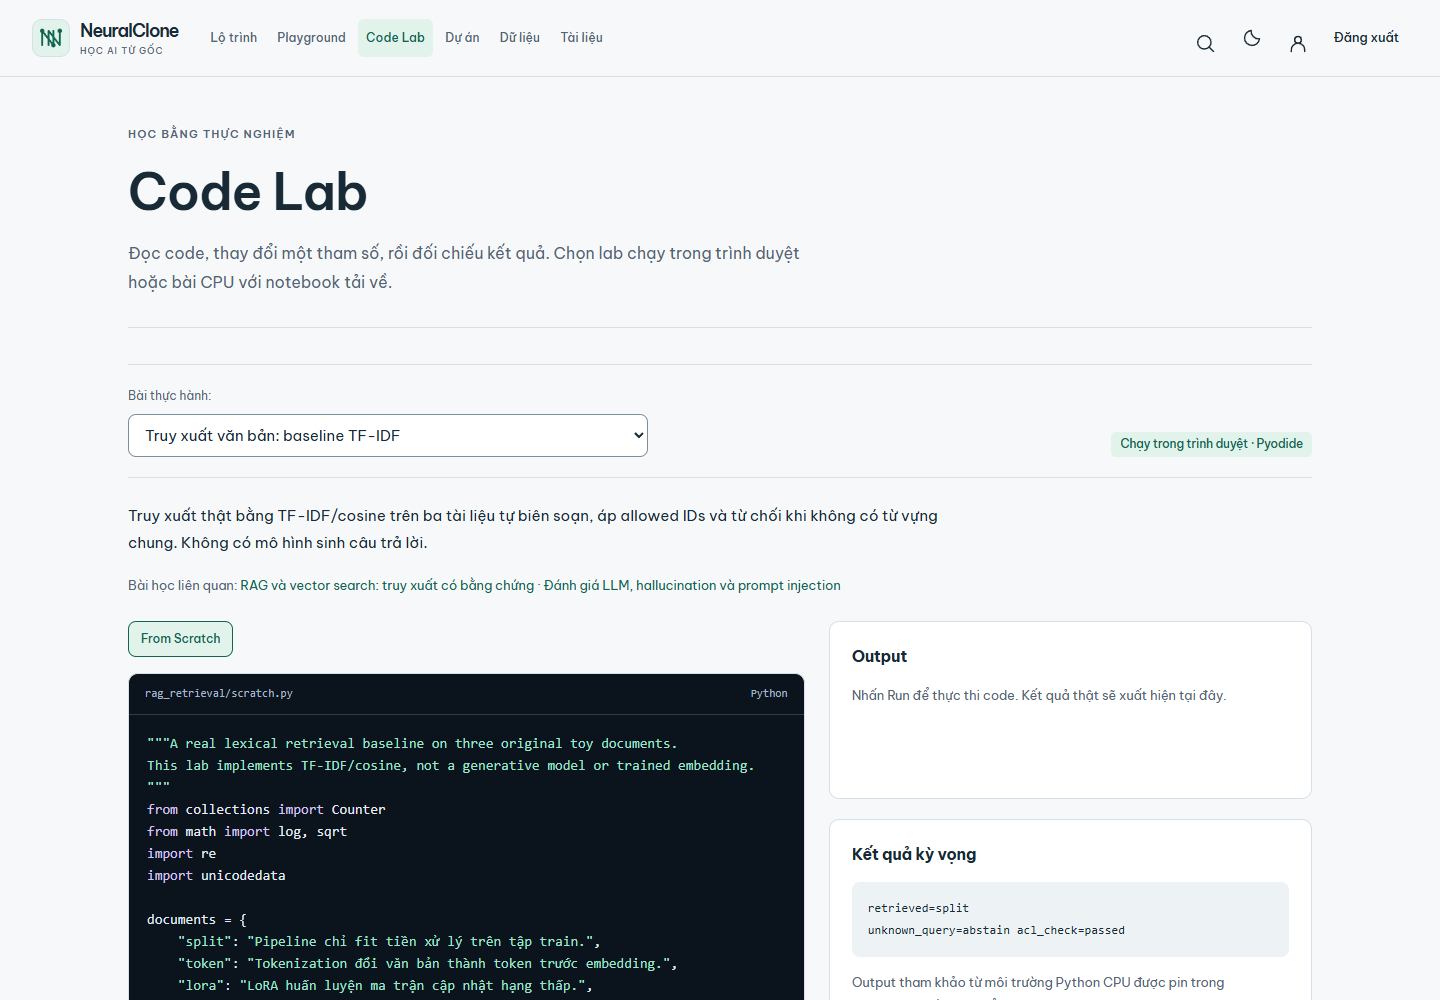 NeuralClone
HỌC AI TỪ GỐC
Lộ trình
Playground
Code Lab
Dự án
Dữ liệu
Tài liệu
Đăng xuất
HỌC BẰNG THỰC NGHIỆM
Code Lab
Đọc code, thay đổi một tham số, rồi đối chiếu kết quả. Chọn lab chạy trong trình duyệt
hoặc bài CPU với notebook tải về.
Bài thực hành:
Truy xuất văn bản: baseline TF-IDF
Chạy trong trình duyệt · Pyodide
Truy xuất thật bằng TF-IDF/cosine trên ba tài liệu tự biên soạn, áp allowed IDs và từ chối khi không có từ vựng
chung. Không có mô hình sinh câu trả lời.
Bài học liên quan: RAG và vector search: truy xuất có bằng chứng · Đánh giá LLM, hallucination và prompt injection
From Scratch
rag_retrieval/scratch.py
Python
"""A real lexical retrieval baseline on three original toy documents.
This lab implements TF-IDF/cosine, not a generative model or trained embedding.
"""
from collections import Counter
from math import log, sqrt
import re
import unicodedata
documents = {
"split": "Pipeline chỉ fit tiền xử lý trên tập train.",
"token": "Tokenization đổi văn bản thành token trước embedding.",
"lora": "LoRA huấn luyện ma trận cập nhật hạng thấp.",
Output
Nhấn Run để thực thi code. Kết quả thật sẽ xuất hiện tại đây.
Kết quả kỳ vọng
retrieved=split
unknown_query=abstain acl_check=passed
Output tham khảo từ môi trường Python CPU được pin trong